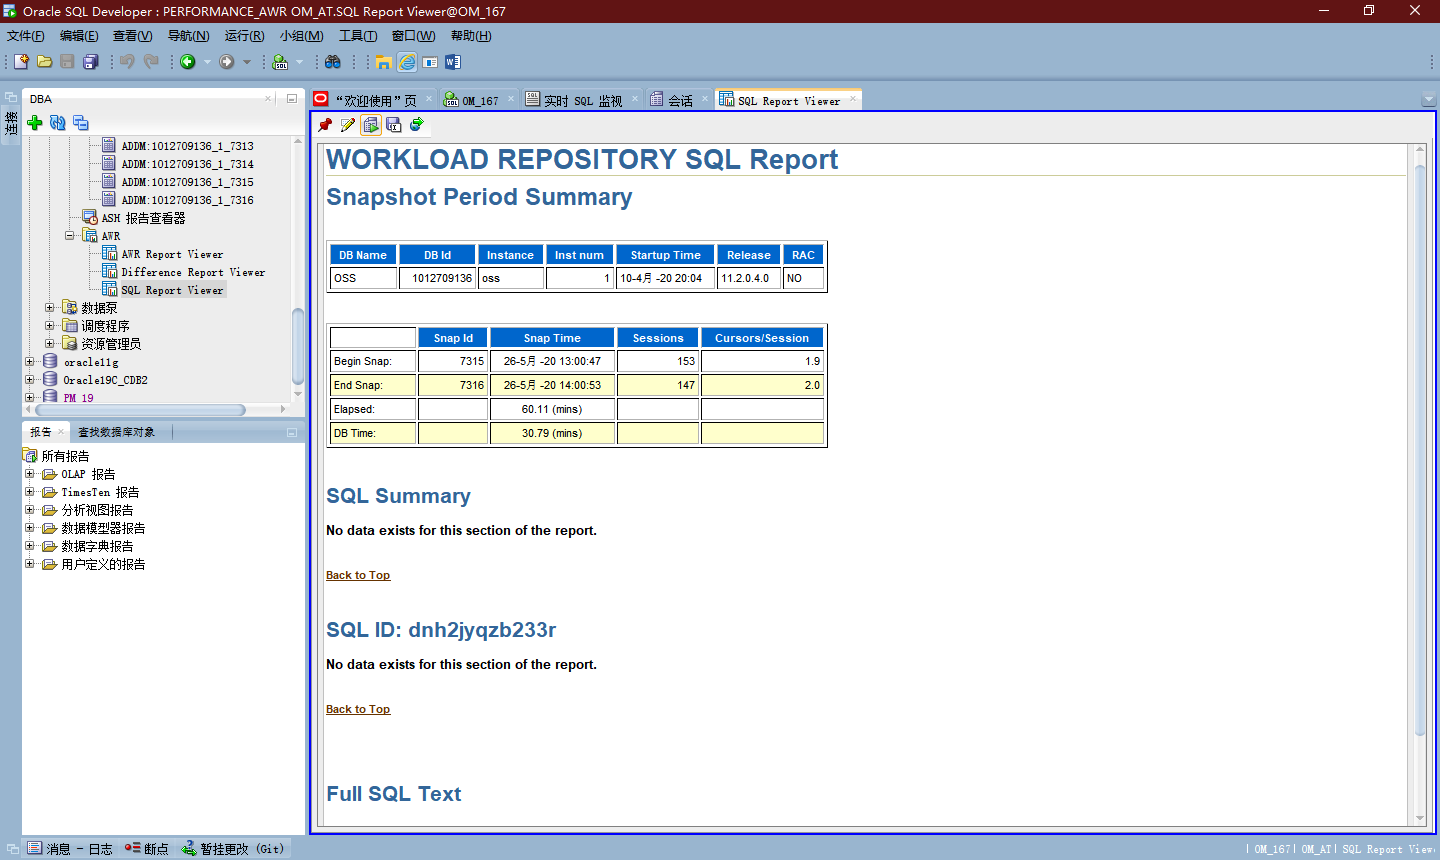 Oracle SQL Developer : PERFORMANCE_AWR OM_AT.SQL Report Viewer@OM_167
文件(F) 编辑(E) 查看(V) 导航(N) 运行(R) 小组(M) 工具(T) 窗口(W) 帮助(H)
连接
DBA
ADDM:1012709136_1_7313
ADDM:1012709136_1_7314
ADDM:1012709136_1_7315
ADDM:1012709136_1_7316
ASH 报告查看器
AWR
AWR Report Viewer
Difference Report Viewer
SQL Report Viewer
数据泵
调度程序
资源管理员
oracle11g
Oracle19C_CDB2
PM_19
报告 查找数据库对象
所有报告
OLAP 报告
TimesTen 报告
分析视图报告
数据模型器报告
数据字典报告
用户定义的报告
“欢迎使用”页 OM_167 实时 SQL 监视 会话 SQL Report Viewer
WORKLOAD REPOSITORY SQL Report
Snapshot Period Summary
DB Name DB Id Instance Inst num Startup Time Release RAC
OSS 1012709136 oss 1 10-4月 -20 20:04 11.2.0.4.0 NO
Snap Id Snap Time Sessions Cursors/Session
Begin Snap: 7315 26-5月 -20 13:00:47 153 1.9
End Snap: 7316 26-5月 -20 14:00:53 147 2.0
Elapsed: 60.11 (mins)
DB Time: 30.79 (mins)
SQL Summary
No data exists for this section of the report.
Back to Top
SQL ID: dnh2jyqzb233r
No data exists for this section of the report.
Back to Top
Full SQL Text
消息 - 日志 断点 暂挂更改 (Git)
| OM_167| OM_AT| SQL Report View